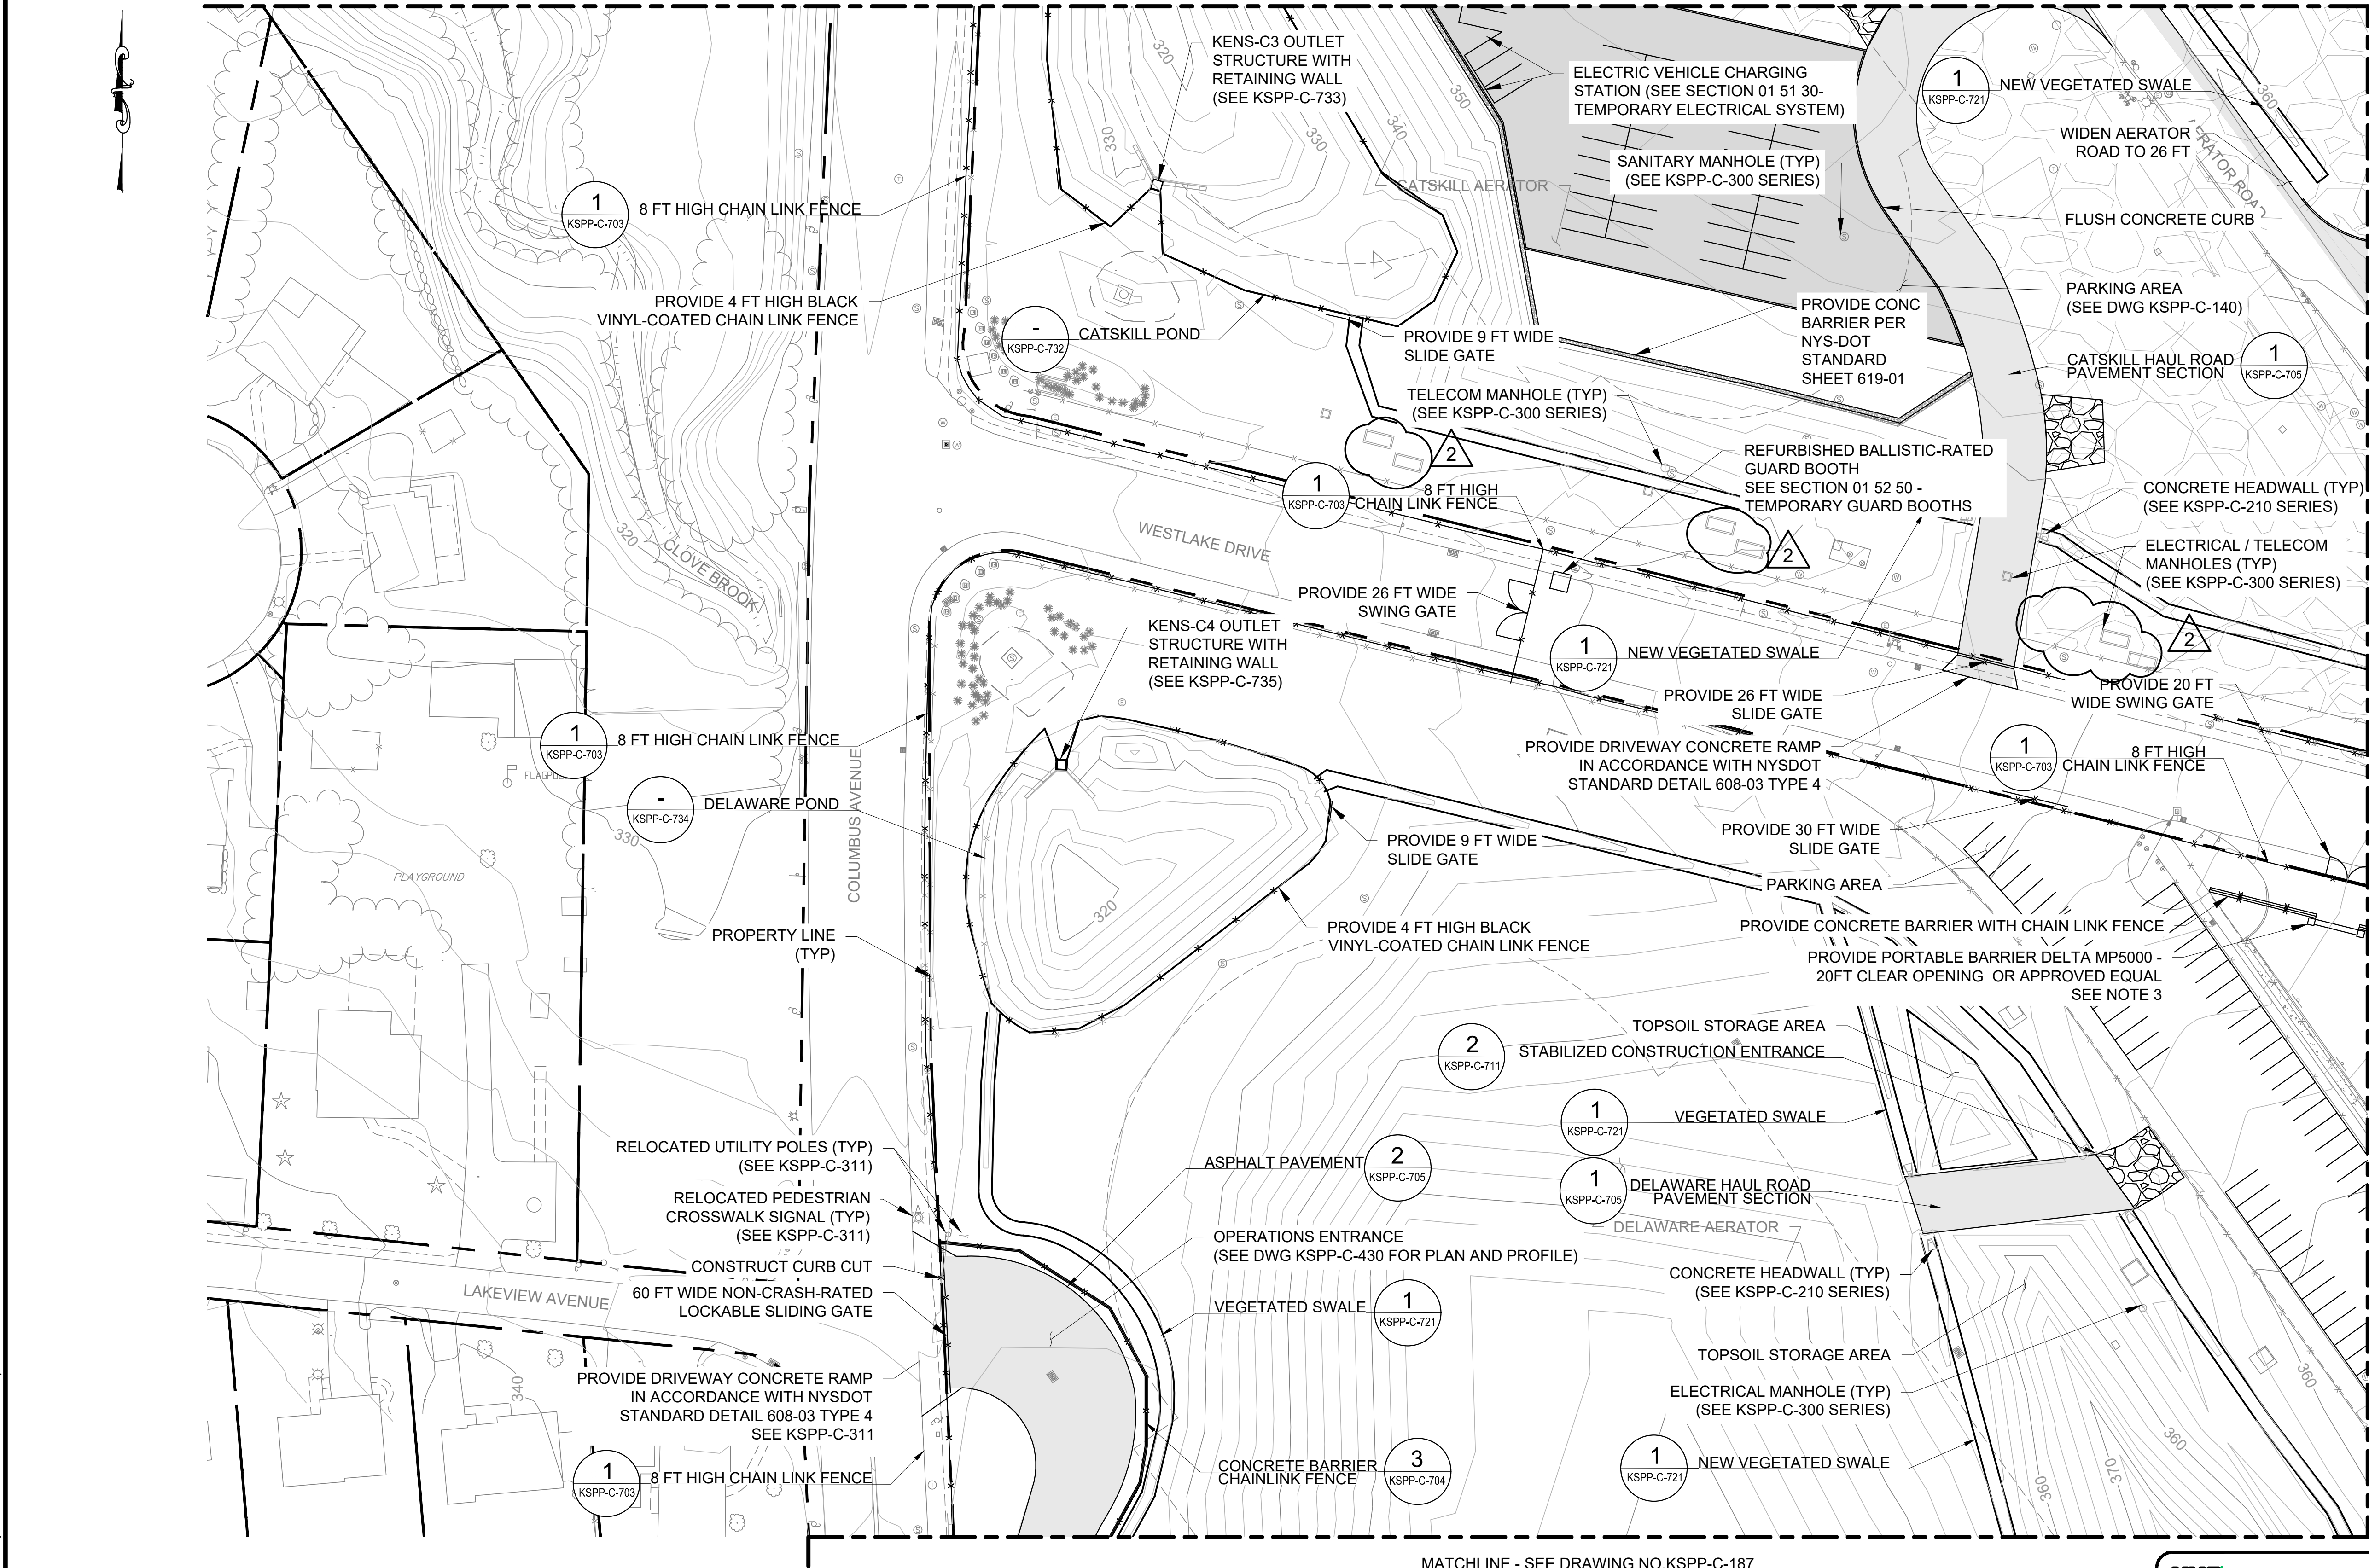 KENS-C3 OUTLET
STRUCTURE WITH
RETAINING WALL
(SEE KSPP-C-733)
320
330
330
340
350
ELECTRIC VEHICLE CHARGING
STATION (SEE SECTION 01 51 30-
TEMPORARY ELECTRICAL SYSTEM)
1
KSPP-C-721
NEW VEGETATED SWALE
360
WIDEN AERATOR
ROAD TO 26 FT
SANITARY MANHOLE (TYP)
(SEE KSPP-C-300 SERIES)
CATSKILL AERATOR
1
KSPP-C-703
8 FT HIGH CHAIN LINK FENCE
FLUSH CONCRETE CURB
PARKING AREA
(SEE DWG KSPP-C-140)
PROVIDE 4 FT HIGH BLACK
VINYL-COATED CHAIN LINK FENCE
-
KSPP-C-732
CATSKILL POND
PROVIDE 9 FT WIDE
SLIDE GATE
PROVIDE CONC
BARRIER PER
NYS-DOT
STANDARD
SHEET 619-01
CATSKILL HAUL ROAD
PAVEMENT SECTION
1
KSPP-C-705
TELECOM MANHOLE (TYP)
(SEE KSPP-C-300 SERIES)
2
REFURBISHED BALLISTIC-RATED
GUARD BOOTH
SEE SECTION 01 52 50 -
TEMPORARY GUARD BOOTHS
1
KSPP-C-703
8 FT HIGH
CHAIN LINK FENCE
CONCRETE HEADWALL (TYP)
(SEE KSPP-C-210 SERIES)
320
CLOVE BROOK
WESTLAKE DRIVE
2
ELECTRICAL / TELECOM
MANHOLES (TYP)
(SEE KSPP-C-300 SERIES)
PROVIDE 26 FT WIDE
SWING GATE
KENS-C4 OUTLET
STRUCTURE WITH
RETAINING WALL
(SEE KSPP-C-735)
1
KSPP-C-721
NEW VEGETATED SWALE
2
PROVIDE 26 FT WIDE
SLIDE GATE
PROVIDE 20 FT
WIDE SWING GATE
1
KSPP-C-703
8 FT HIGH CHAIN LINK FENCE
PROVIDE DRIVEWAY CONCRETE RAMP
IN ACCORDANCE WITH NYSDOT
STANDARD DETAIL 608-03 TYPE 4
1
KSPP-C-703
8 FT HIGH
CHAIN LINK FENCE
-
KSPP-C-734
DELAWARE POND
COLUMBUS AVENUE
330
PLAYGROUND
PROVIDE 9 FT WIDE
SLIDE GATE
PROVIDE 30 FT WIDE
SLIDE GATE
PARKING AREA
320
PROVIDE 4 FT HIGH BLACK
VINYL-COATED CHAIN LINK FENCE
PROVIDE CONCRETE BARRIER WITH CHAIN LINK FENCE
PROPERTY LINE
(TYP)
PROVIDE PORTABLE BARRIER DELTA MP5000 -
20FT CLEAR OPENING OR APPROVED EQUAL
SEE NOTE 3
TOPSOIL STORAGE AREA
2
KSPP-C-711
STABILIZED CONSTRUCTION ENTRANCE
1
KSPP-C-721
VEGETATED SWALE
RELOCATED UTILITY POLES (TYP)
(SEE KSPP-C-311)
ASPHALT PAVEMENT
2
KSPP-C-705
1
KSPP-C-705
DELAWARE HAUL ROAD
PAVEMENT SECTION
DELAWARE AERATOR
RELOCATED PEDESTRIAN
CROSSWALK SIGNAL (TYP)
(SEE KSPP-C-311)
OPERATIONS ENTRANCE
(SEE DWG KSPP-C-430 FOR PLAN AND PROFILE)
CONSTRUCT CURB CUT
CONCRETE HEADWALL (TYP)
(SEE KSPP-C-210 SERIES)
LAKEVIEW AVENUE
60 FT WIDE NON-CRASH-RATED
LOCKABLE SLIDING GATE
VEGETATED SWALE
1
KSPP-C-721
TOPSOIL STORAGE AREA
340
PROVIDE DRIVEWAY CONCRETE RAMP
IN ACCORDANCE WITH NYSDOT
STANDARD DETAIL 608-03 TYPE 4
SEE KSPP-C-311
ELECTRICAL MANHOLE (TYP)
(SEE KSPP-C-300 SERIES)
360
360
360
370
1
KSPP-C-703
8 FT HIGH CHAIN LINK FENCE
CONCRETE BARRIER
CHAINLINK FENCE
3
KSPP-C-704
1
KSPP-C-721
NEW VEGETATED SWALE
MATCHLINE - SEE DRAWING NO.KSPP-C-187